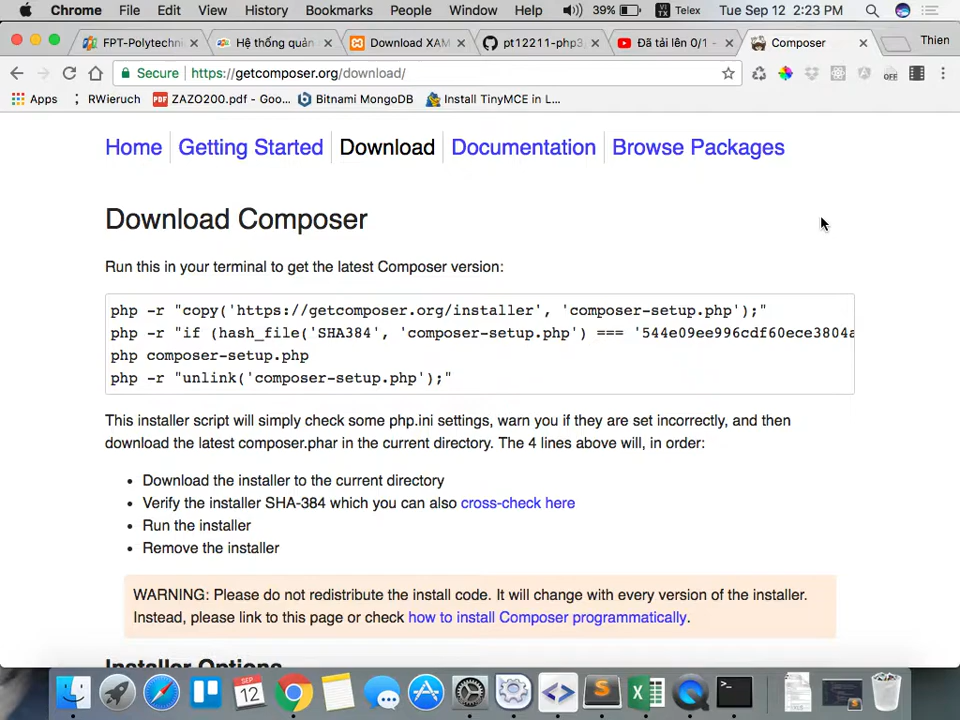 Chrome File Edit View History Bookmarks People Window Help 39% VI TX Telex Tue Sep 12 2:23 PM
FPT-Polytechni Hệ thống quản Download XAM pt12211-php3 Đã tải lên 0/1 - Composer Thien
Secure https://getcomposer.org/download/ OFF
Apps RWieruch ZAZO200.pdf - Goo... Bitnami MongoDB Install TinyMCE in L...
Home Getting Started Download Documentation Browse Packages
Download Composer
Run this in your terminal to get the latest Composer version:
php -r "copy('https://getcomposer.org/installer', 'composer-setup.php');"
php -r "if (hash_file('SHA384', 'composer-setup.php') === '544e09ee996cdf60ece3804a
php composer-setup.php
php -r "unlink('composer-setup.php');"
This installer script will simply check some php.ini settings, warn you if they are set incorrectly, and then
download the latest composer.phar in the current directory. The 4 lines above will, in order:
• Download the installer to the current directory
• Verify the installer SHA-384 which you can also cross-check here
• Run the installer
• Remove the installer
WARNING: Please do not redistribute the install code. It will change with every version of the installer.
Instead, please link to this page or check how to install Composer programmatically.
Installer Options
SEP
12